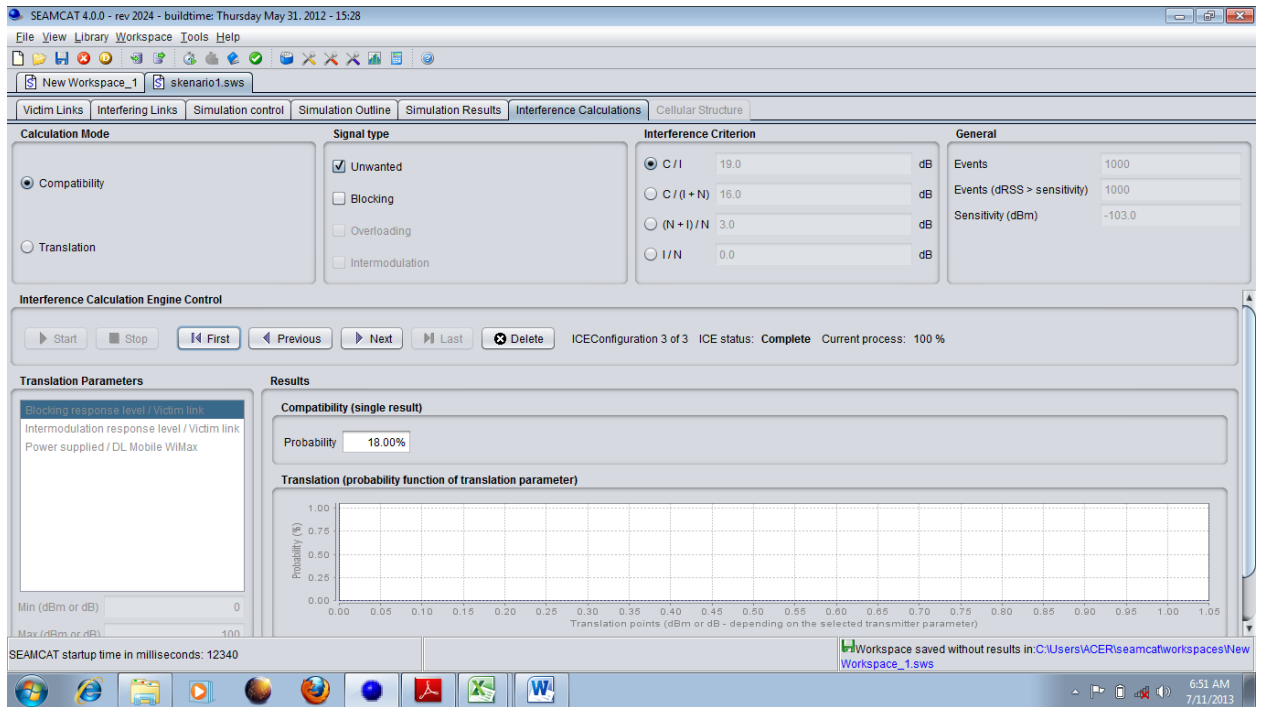 SEAMCAT 4.0.0 - rev 2024 - buildtime: Thursday May 31. 2012 - 15:28
File View Library Workspace Tools Help
New Workspace_1 skenario1.sws
Victim Links Interfering Links Simulation control Simulation Outline Simulation Results Interference Calculations Cellular Structure
Calculation Mode Signal type Interference Criterion General
Compatibility
Translation
Unwanted
Blocking
Overloading
Intermodulation
C / I 19.0 dB
C / (I + N) 16.0 dB
(N + I) / N 3.0 dB
I / N 0.0 dB
Events 1000
Events (dRSS > sensitivity) 1000
Sensitivity (dBm) -103.0
Interference Calculation Engine Control
Start Stop First Previous Next Last Delete ICEConfiguration 3 of 3 ICE status: Complete Current process: 100 %
Translation Parameters
Blocking response level / Victim link
Intermodulation response level / Victim link
Power supplied / DL Mobile WiMax
Min (dBm or dB) 0
Max (dBm or dB) 100
Results
Compatibility (single result)
Probability 18.00%
Translation (probability function of translation parameter)
Probability (%)
1.00
0.75
0.50
0.25
0.00
0.00 0.05 0.10 0.15 0.20 0.25 0.30 0.35 0.40 0.45 0.50 0.55 0.60 0.65 0.70 0.75 0.80 0.85 0.90 0.95 1.00 1.05
Translation points (dBm or dB - depending on the selected transmitter parameter)
SEAMCAT startup time in milliseconds: 12340
Workspace saved without results in:C:\Users\ACER\seamcat\workspaces\New
Workspace_1.sws
6:51 AM
7/11/2013